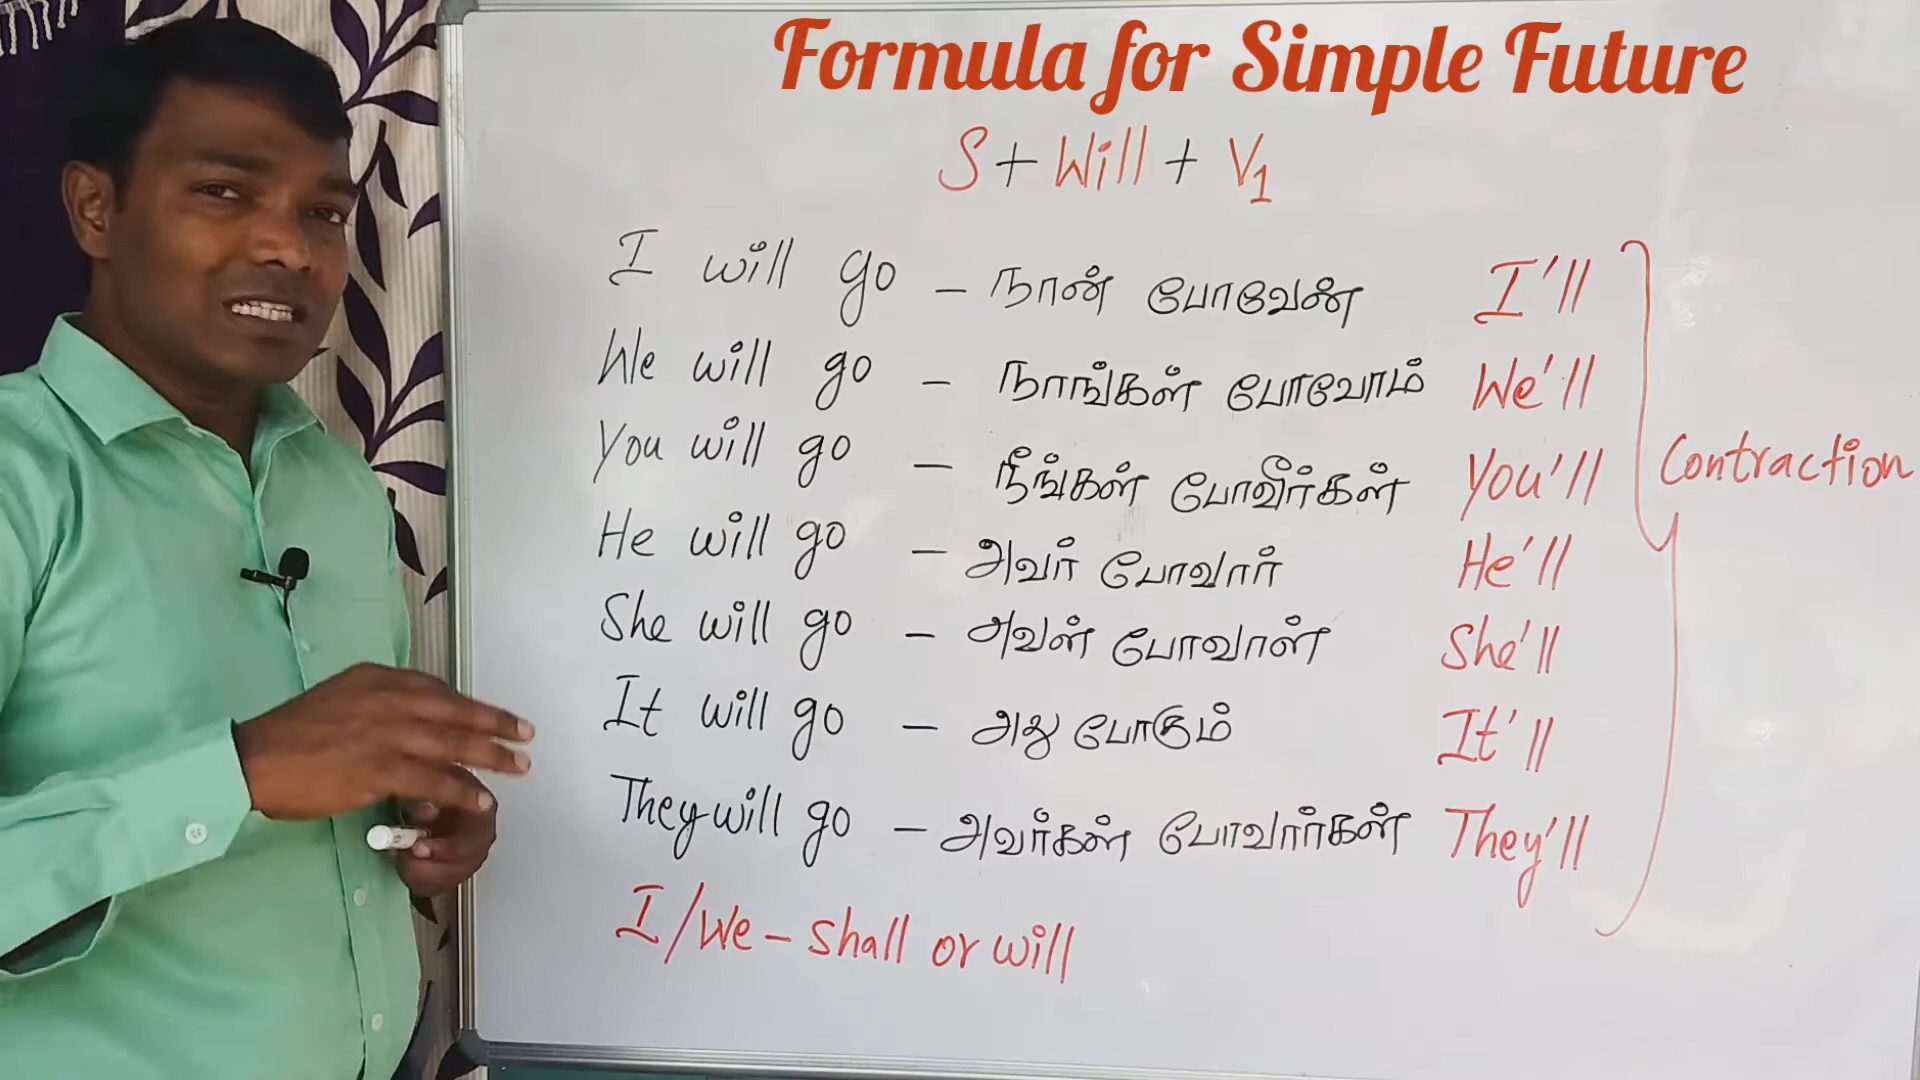 Formula for Simple Future
S + Will + V1
I will go – நான் போவேன் I'll
We will go – நாங்கள் போவோம் We'll
You will go – நீங்கள் போவீர்கள் You'll
Contraction
He will go – அவர் போவார் He'll
She will go – அவள் போவாள் She'll
It will go – அது போகும் It'll
They will go – அவர்கள் போவார்கள் They'll
I/We – shall or will